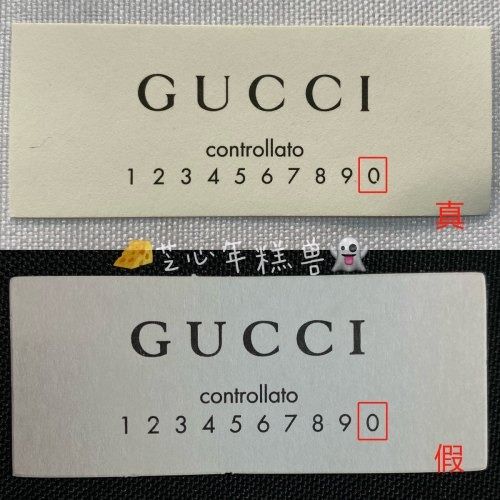 GUCCI
controllato
1 2 3 4 5 6 7 8 9 0
真
芝心年糕兽
GUCCI
controllato
1 2 3 4 5 6 7 8 9 0
假